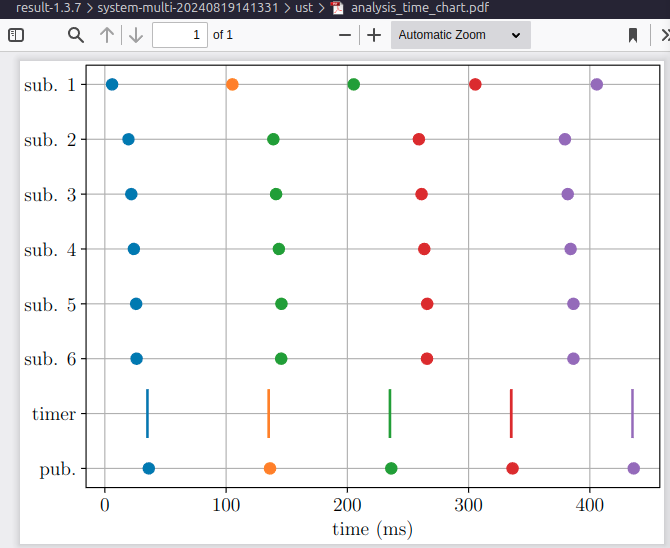 result-1.3.7 > system-multi-20240819141331 > ust > analysis_time_chart.pdf
1 of 1 Automatic Zoom
sub. 1
sub. 2
sub. 3
sub. 4
sub. 5
sub. 6
timer
pub.
0 100 200 300 400
time (ms)